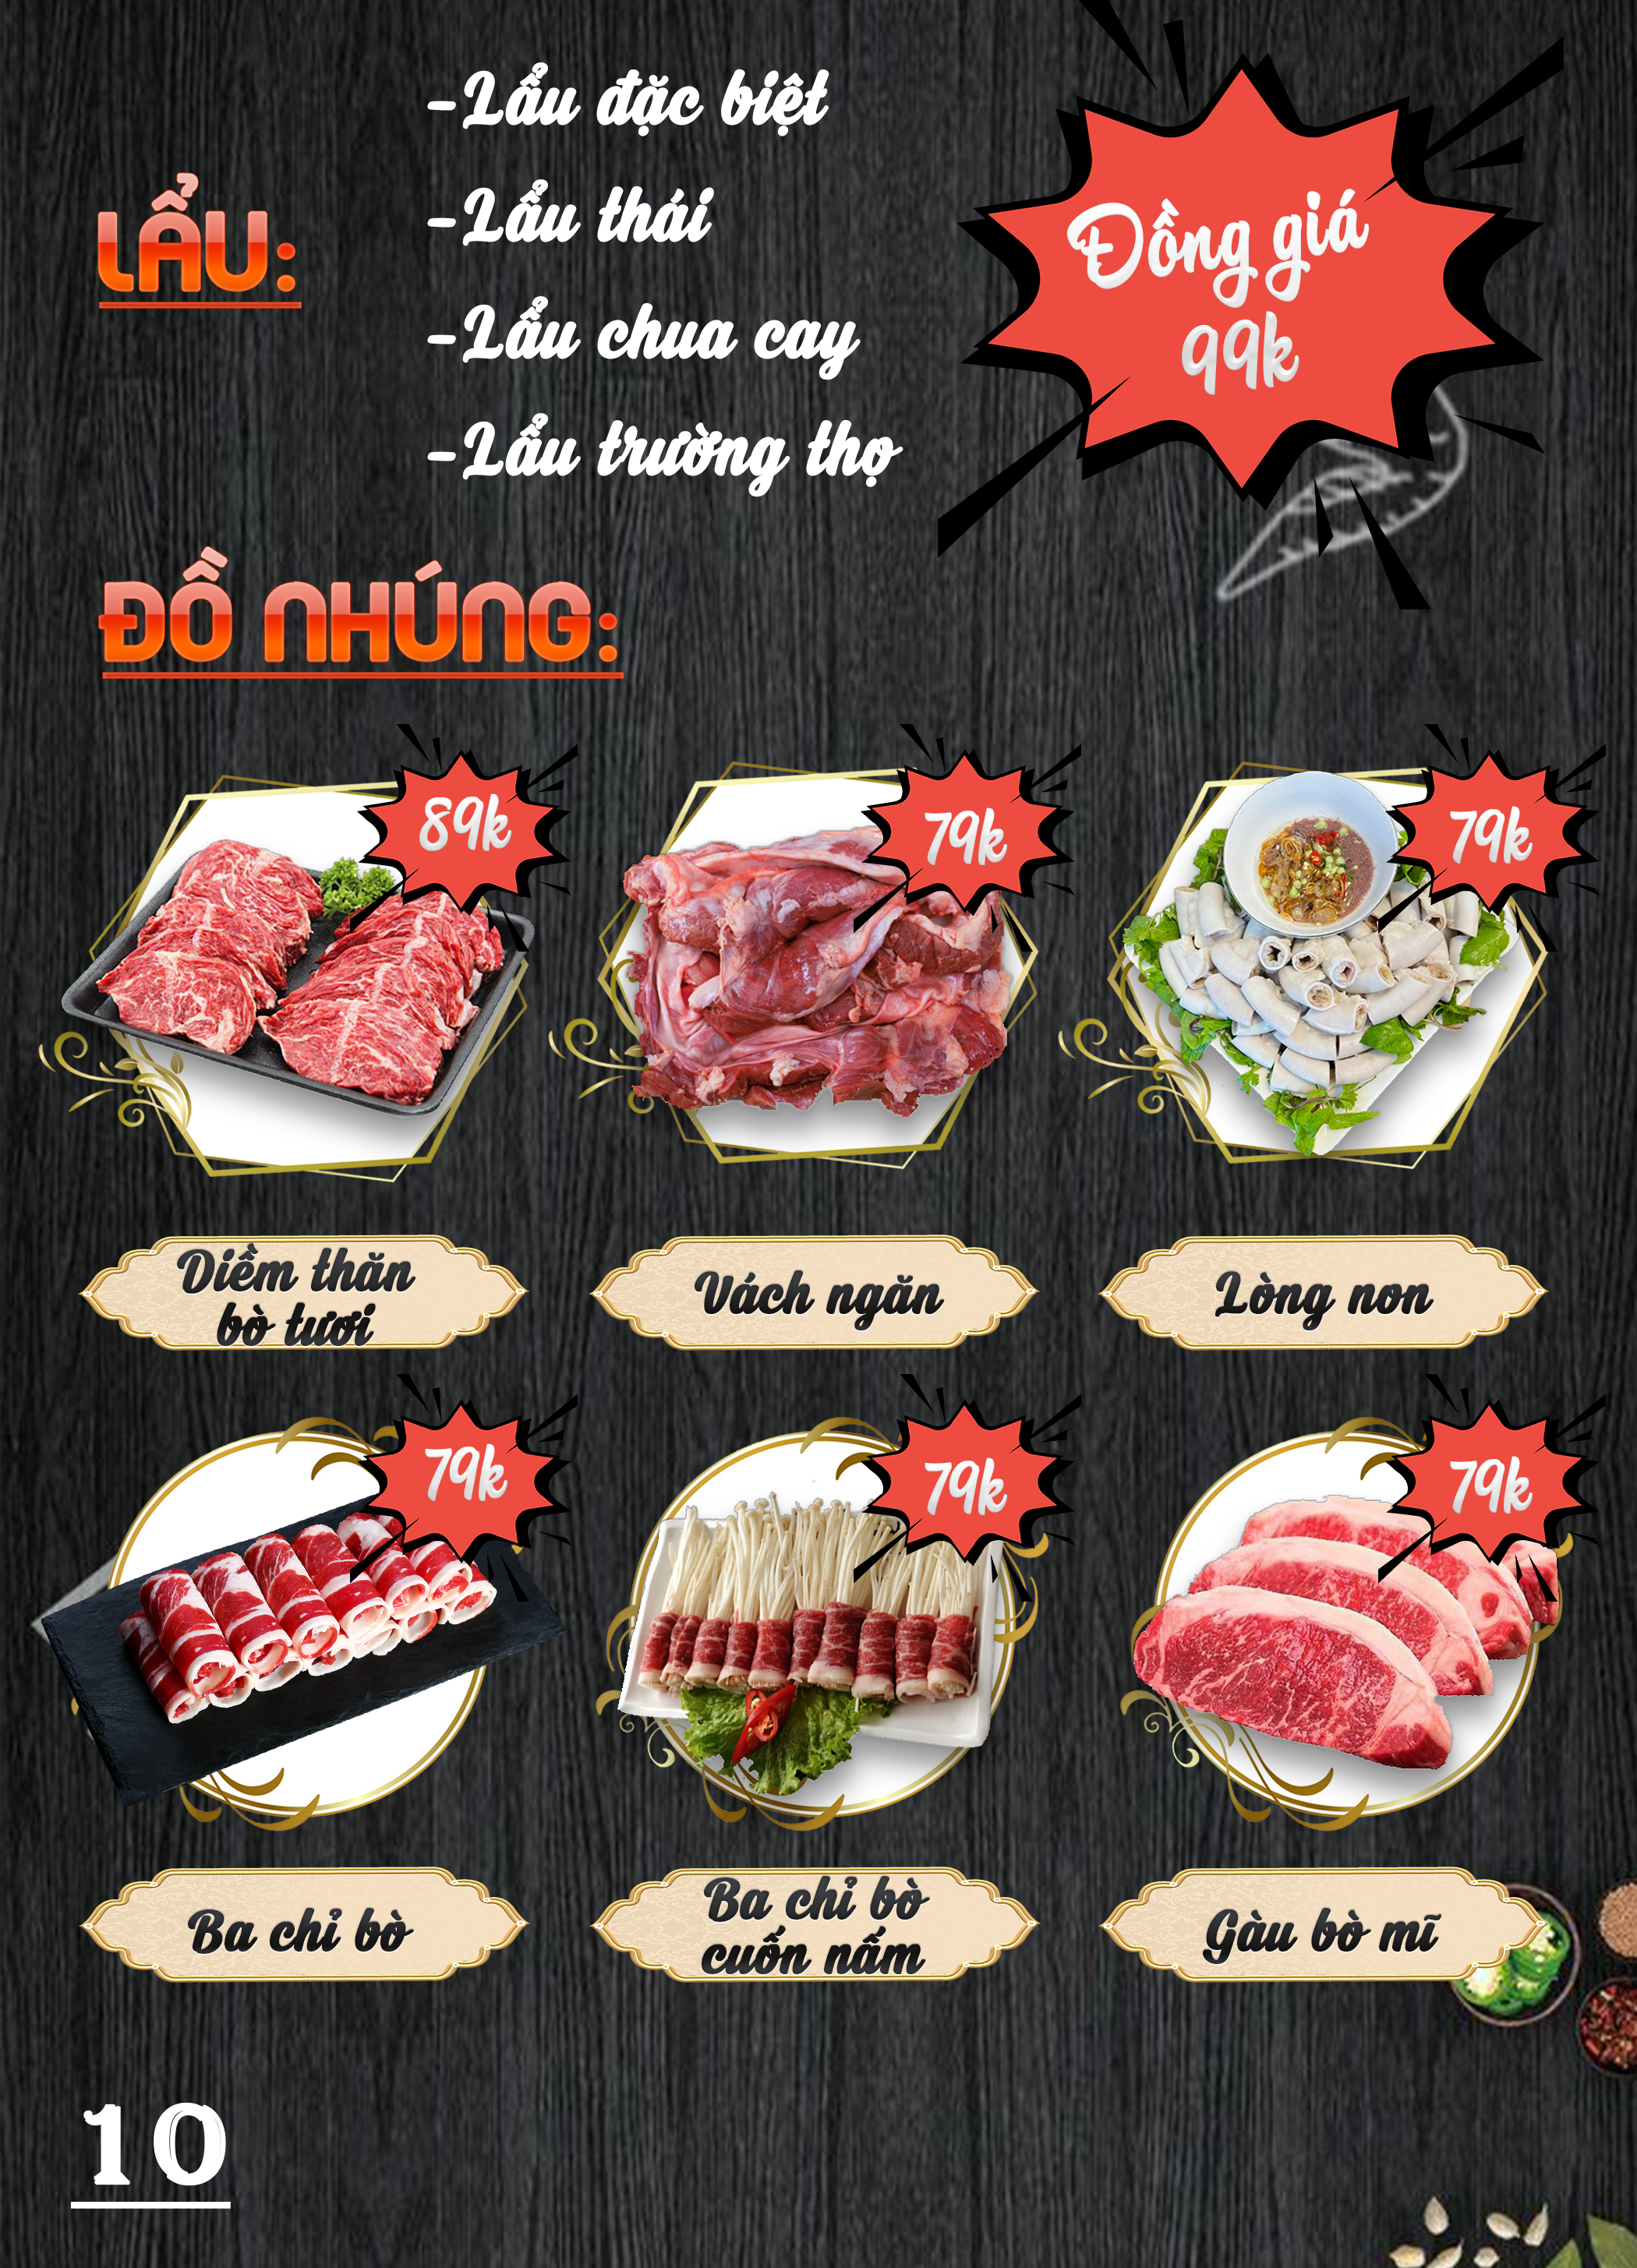 LẨU:
-Lẩu đặc biệt
-Lẩu thái
-Lẩu chua cay
-Lẩu trường thọ
Đồng giá
99k
ĐỒ NHÚNG:
89k
79k
79k
Diềm thăn
bò tươi
Vách ngăn
Lòng non
79k
79k
79k
Ba chỉ bò
Ba chỉ bò
cuốn nấm
Gàu bò mĩ
10